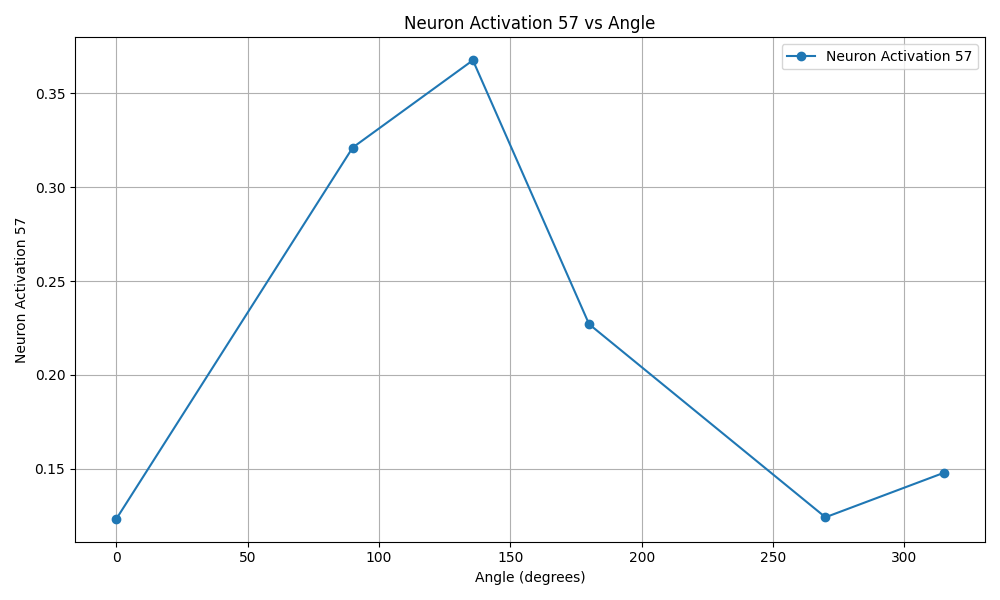 Neuron Activation 57 vs Angle
Neuron Activation 57
0.35
0.30
0.25
0.20
0.15
Neuron Activation 57
0 50 100 150 200 250 300
Angle (degrees)